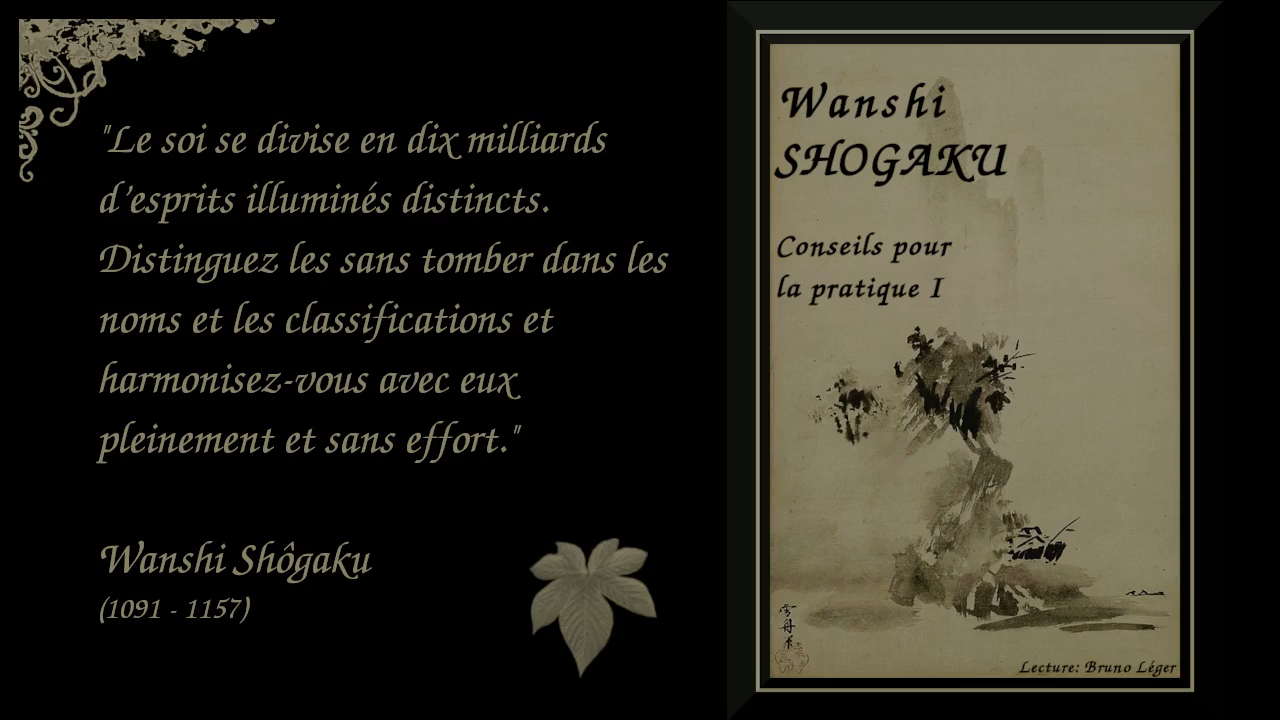 "Le soi se divise en dix milliards
d'esprits illuminés distincts.
Distinguez les sans tomber dans les
noms et les classifications et
harmonisez-vous avec eux
pleinement et sans effort."
Wanshi Shôgaku
(1091 - 1157)
Wanshi
SHOGAKU
Conseils pour
la pratique I
Lecture: Bruno Léger